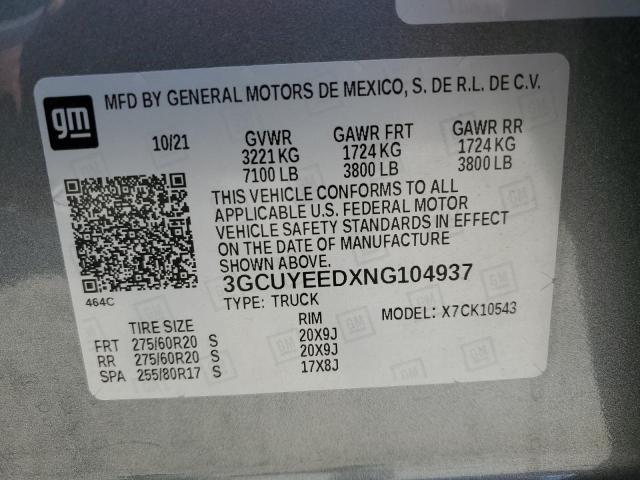 gm
MFD BY GENERAL MOTORS DE MEXICO, S. DE R.L. DE C.V.
10/21 GVWR GAWR FRT GAWR RR
3221 KG 1724 KG 1724 KG
7100 LB 3800 LB 3800 LB
THIS VEHICLE CONFORMS TO ALL
APPLICABLE U.S. FEDERAL MOTOR
VEHICLE SAFETY STANDARDS IN EFFECT
ON THE DATE OF MANUFACTURE
SHOWN ABOVE.
464C
3GCUYEEDXNG104937
TYPE: TRUCK MODEL: X7CK10543
TIRE SIZE RIM
FRT 275/60R20 S 20X9J
RR 275/60R20 S 20X9J
SPA 255/80R17 S 17X8J